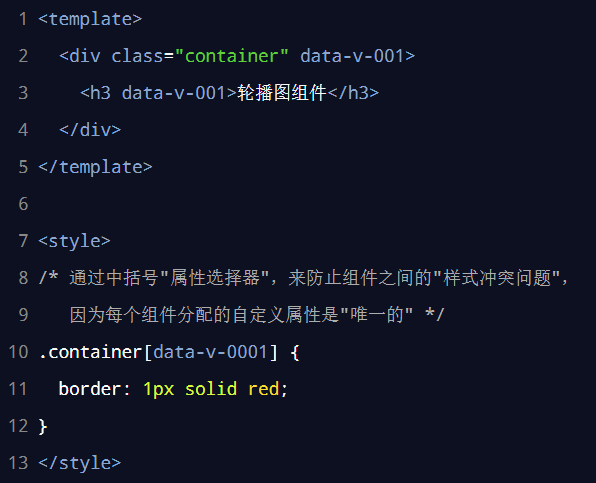 1 <template>
2 <div class="container" data-v-001>
3 <h3 data-v-001>轮播图组件</h3>
4 </div>
5 </template>
6
7 <style>
8 /* 通过中括号"属性选择器"，来防止组件之间的"样式冲突问题"，
9 因为每个组件分配的自定义属性是"唯一的" */
10 .container[data-v-0001] {
11 border: 1px solid red;
12 }
13 </style>